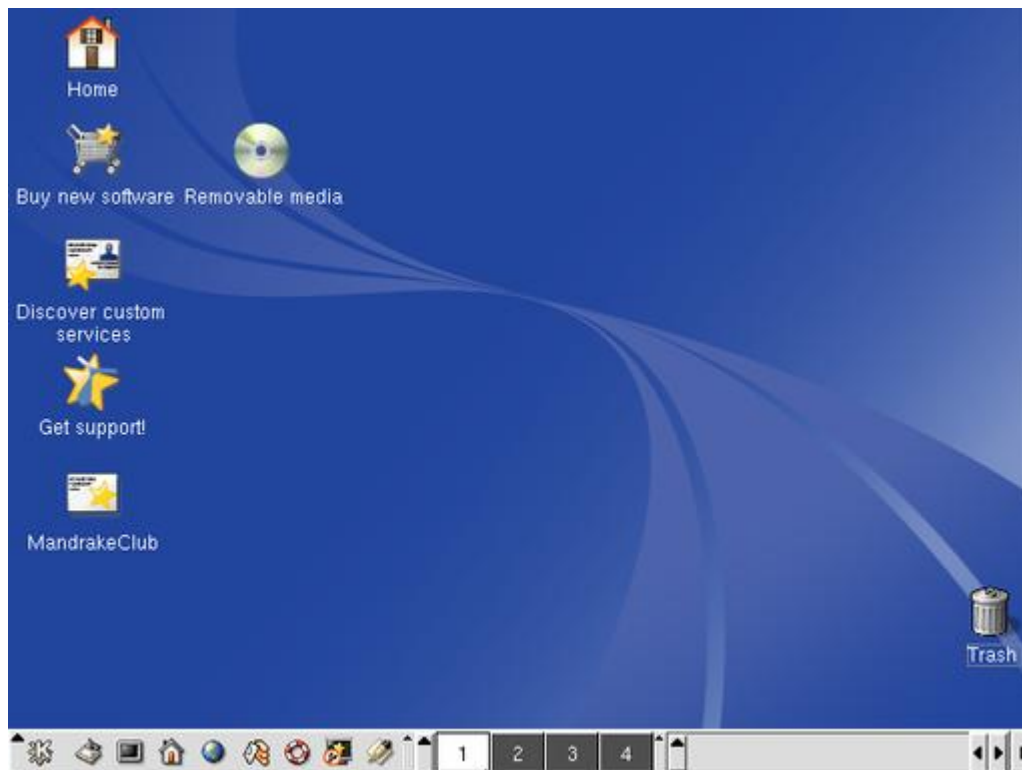 Home
Buy new software
Removable media
Discover custom
services
Get support!
MandrakeClub
Trash
1
2
3
4